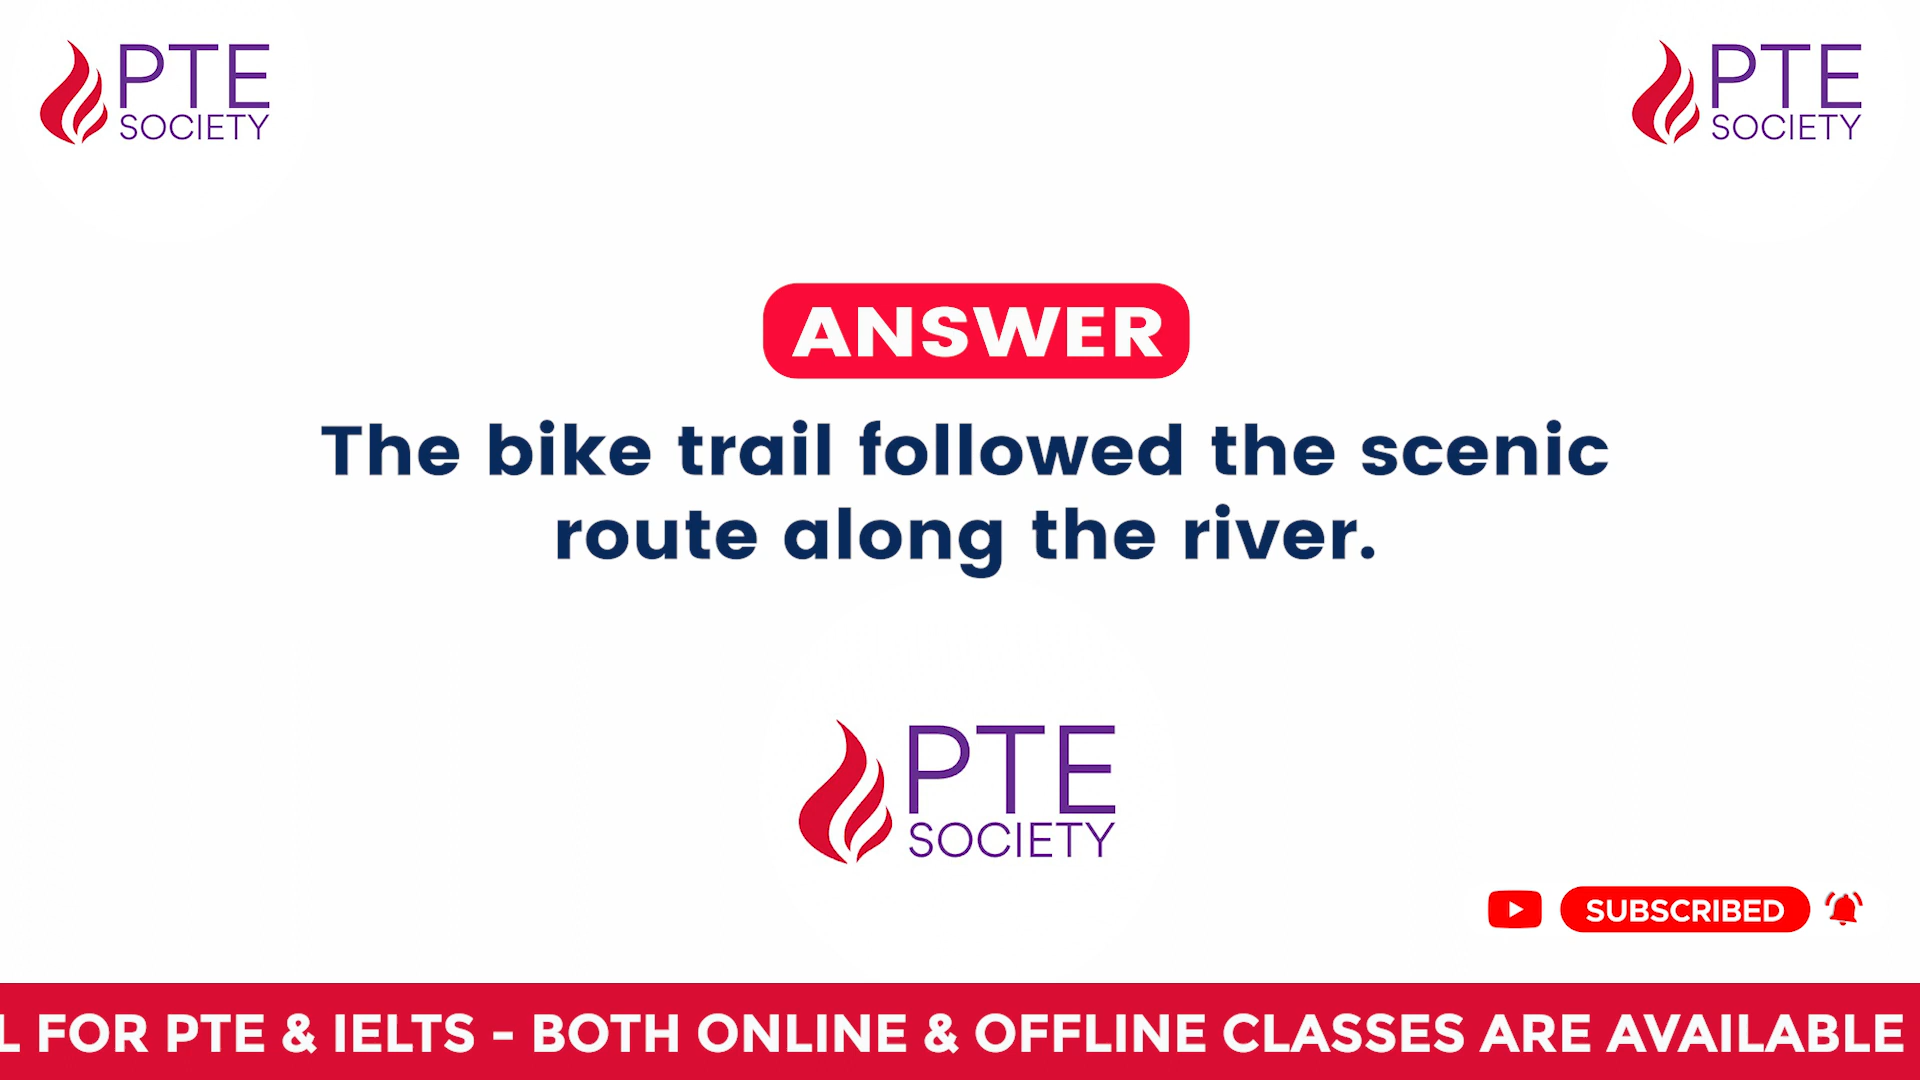 PTE
SOCIETY
PTE
SOCIETY
ANSWER
The bike trail followed the scenic
route along the river.
PTE
SOCIETY
SUBSCRIBED
L FOR PTE & IELTS - BOTH ONLINE & OFFLINE CLASSES ARE AVAILABLE